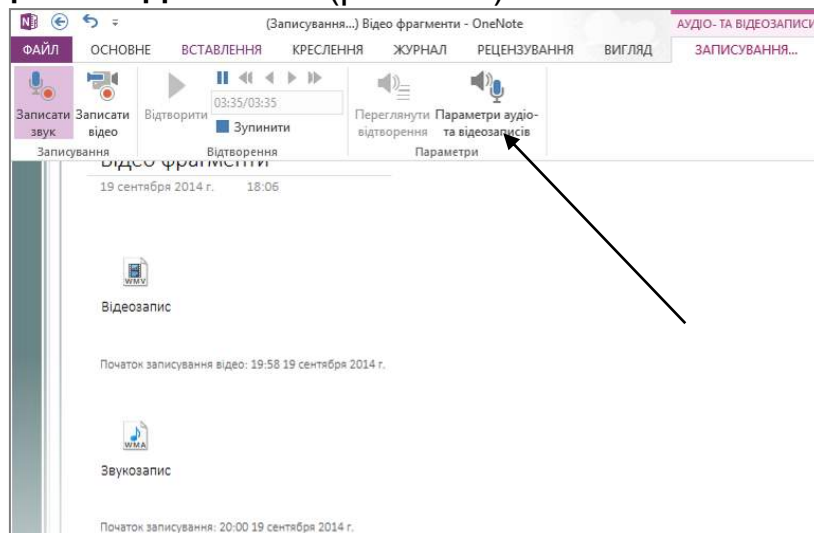 (Записування...) Відео фрагменти - OneNote
АУДІО- ТА ВІДЕОЗАПИСИ
ФАЙЛ ОСНОВНЕ ВСТАВЛЕННЯ КРЕСЛЕННЯ ЖУРНАЛ РЕЦЕНЗУВАННЯ ВИГЛЯД ЗАПИСУВАННЯ...
Записати звук
Записати відео
Відтворити
03:35/03:35
Зупинити
Переглянути відтворення
Параметри аудіо- та відеозаписів
Записування Відтворення Параметри
Відео фрагменти
19 сентября 2014 г. 18:06
WMV
Відеозапис
Початок записування відео: 19:58 19 сентября 2014 г.
WMA
Звукозапис
Початок записування: 20:00 19 сентября 2014 г.